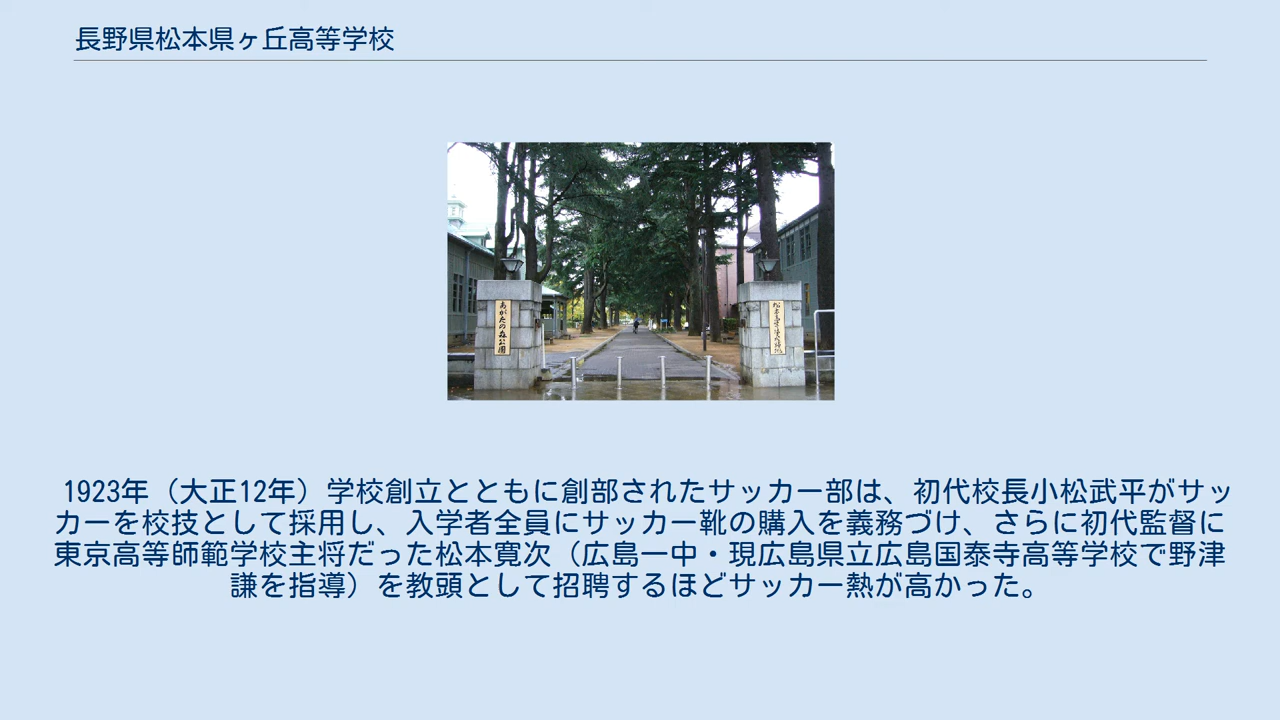 長野県松本県ヶ丘高等学校
あがたの森公園
1923年（大正12年）学校創立とともに創部されたサッカー部は、初代校長小松武平がサッ
カーを校技として採用し、入学者全員にサッカー靴の購入を義務づけ、さらに初代監督に
東京高等師範学校主将だった松本寛次（広島一中・現広島県立広島国泰寺高等学校で野津
謙を指導）を教頭として招聘するほどサッカー熱が高かった。